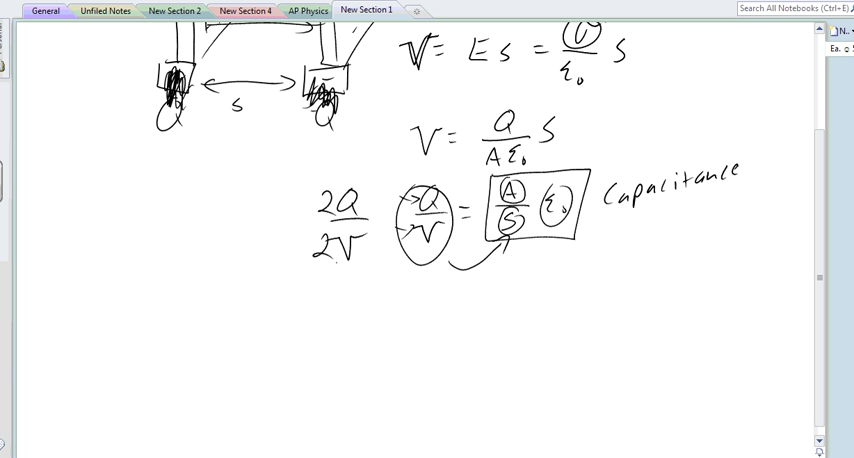 General Unfiled Notes New Section 2 New Section 4 AP Physics New Section 1
Search All Notebooks (Ctrl+E)
N..
Ea.
V = E S = σ/ε₀ S
S
Q Q
V = Q/Aε₀ S
2Q/2V Q/V = A/S ε₀ Capacitance